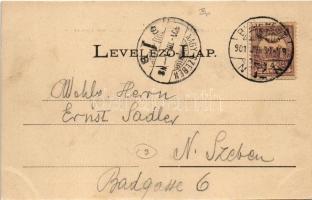 LEVELEZŐ-LAP.
Wohlg. Herrn
Ernst Sadler
N. Szeben
Badgasse 6